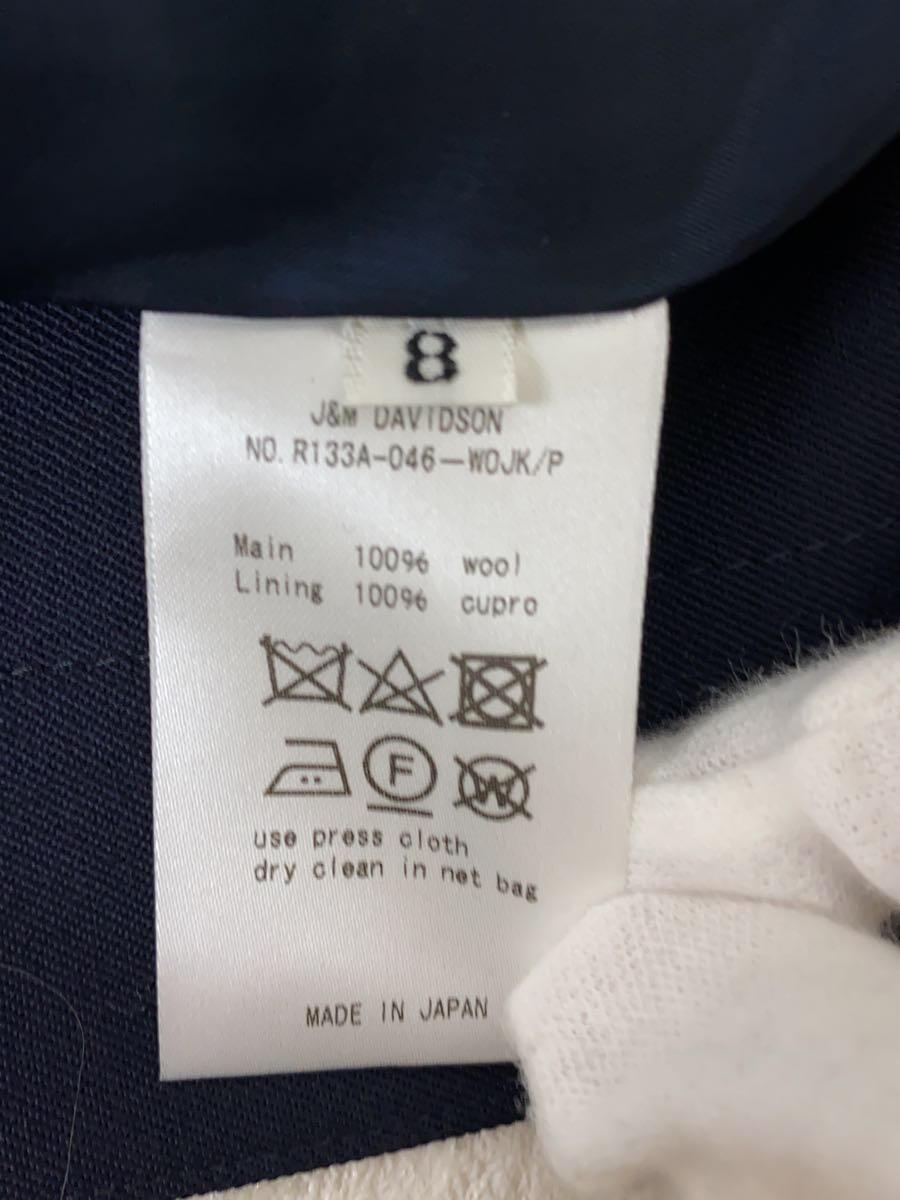 8
J&M DAVIDSON
NO. R133A-046-WOJK/P
Main 100% wool
Lining 100% cupro
F
W
use press cloth
dry clean in net bag
MADE IN JAPAN